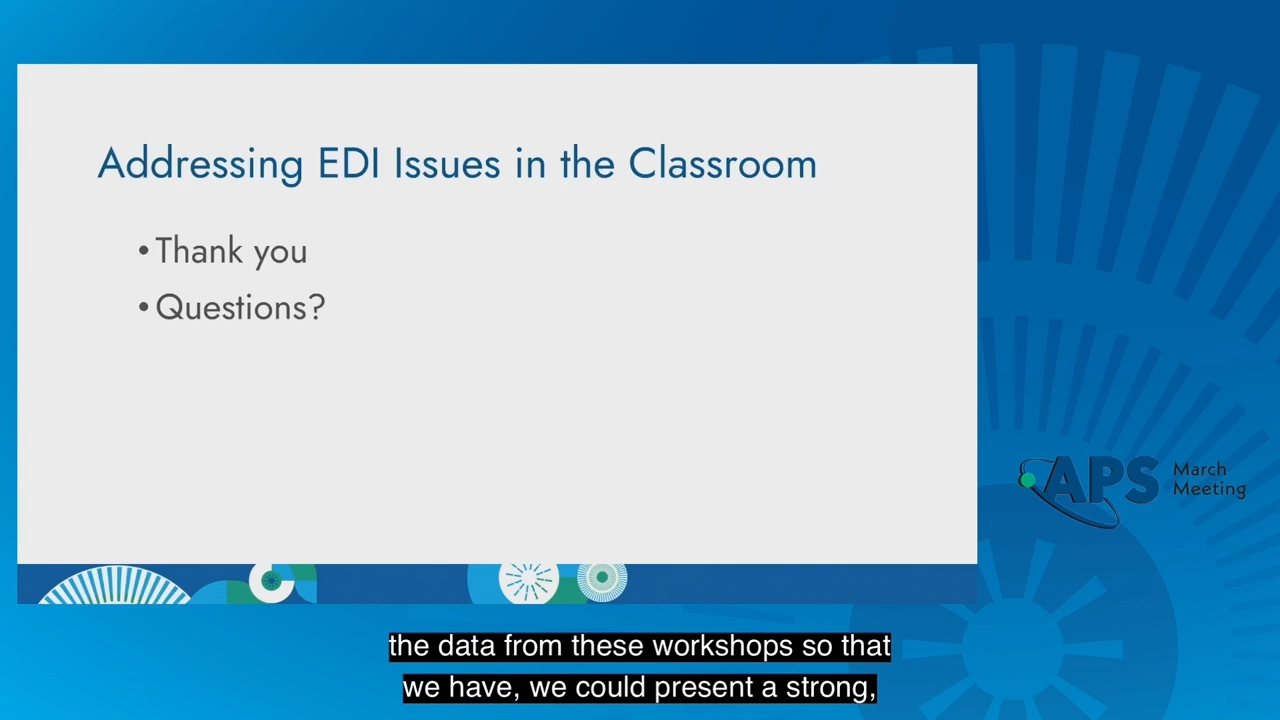 Addressing EDI Issues in the Classroom
• Thank you
• Questions?
APS March
Meeting
the data from these workshops so that
we have, we could present a strong,